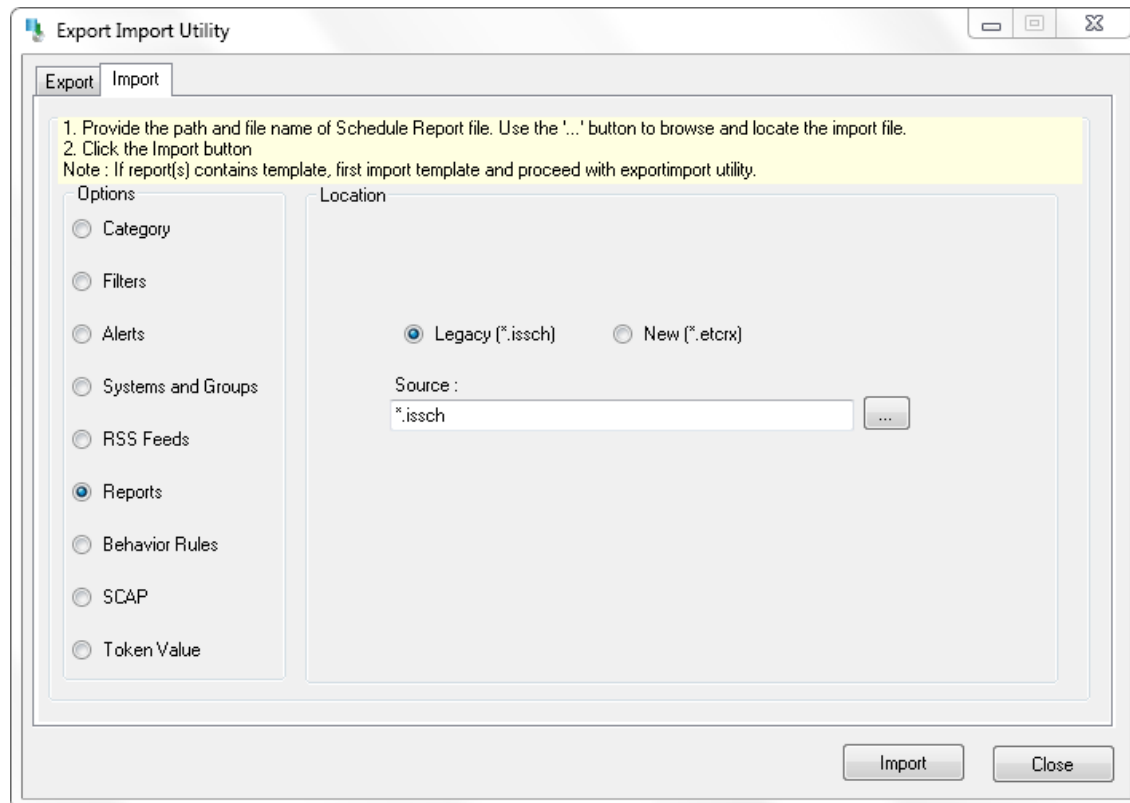 Export Import Utility
Export Import
1. Provide the path and file name of Schedule Report file. Use the '...' button to browse and locate the import file.
2. Click the Import button
Note : If report(s) contains template, first import template and proceed with exportimport utility.
Options
Location
Category
Filters
Alerts
Legacy (*.issch) New (*.etcrx)
Systems and Groups
Source :
*.issch ...
RSS Feeds
Reports
Behavior Rules
SCAP
Token Value
Import Close